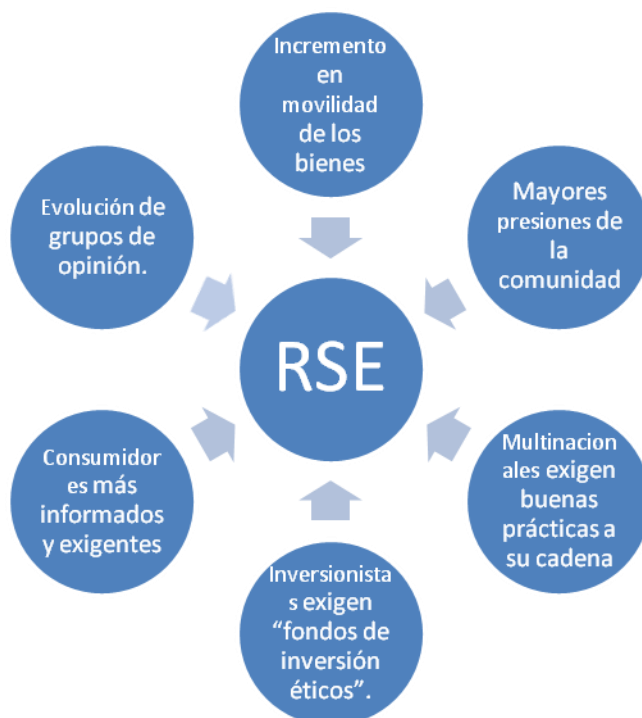 Incremento
en
movilidad
de los
bienes
Mayores
presiones de
la
comunidad
Multinacion
ales exigen
buenas
prácticas a
su cadena
Inversionista
s exigen
“fondos de
inversión
éticos”.
Consumidor
es más
informados
y exigentes
Evolución de
grupos de
opinión.
RSE